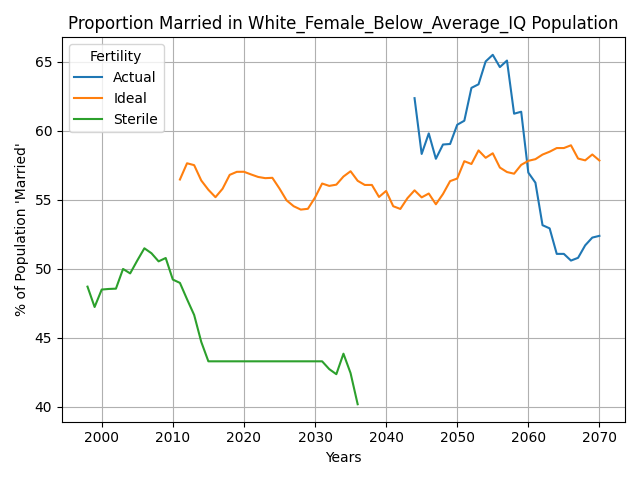 Proportion Married in White_Female_Below_Average_IQ Population
Fertility
Actual
Ideal
Sterile
% of Population 'Married'
65
60
55
50
45
40
2000 2010 2020 2030 2040 2050 2060 2070
Years